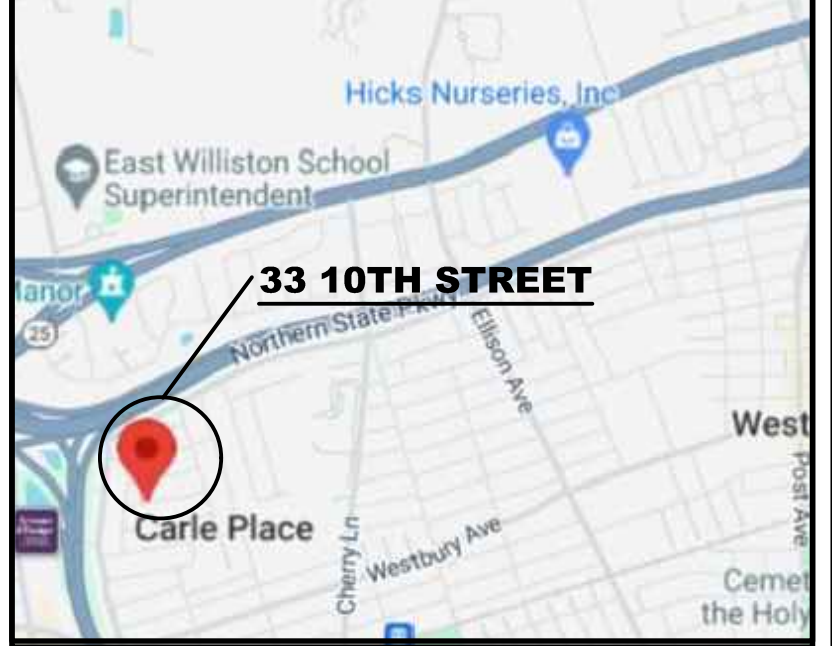 Hicks Nurseries, Inc
East Williston School
Superintendent
33 10TH STREET
Manor
25
Northern State Pkwy
Ellison Ave
West
Post Ave
Carle Place
Cherry Ln
Westbury Ave
Cemet
the Holy